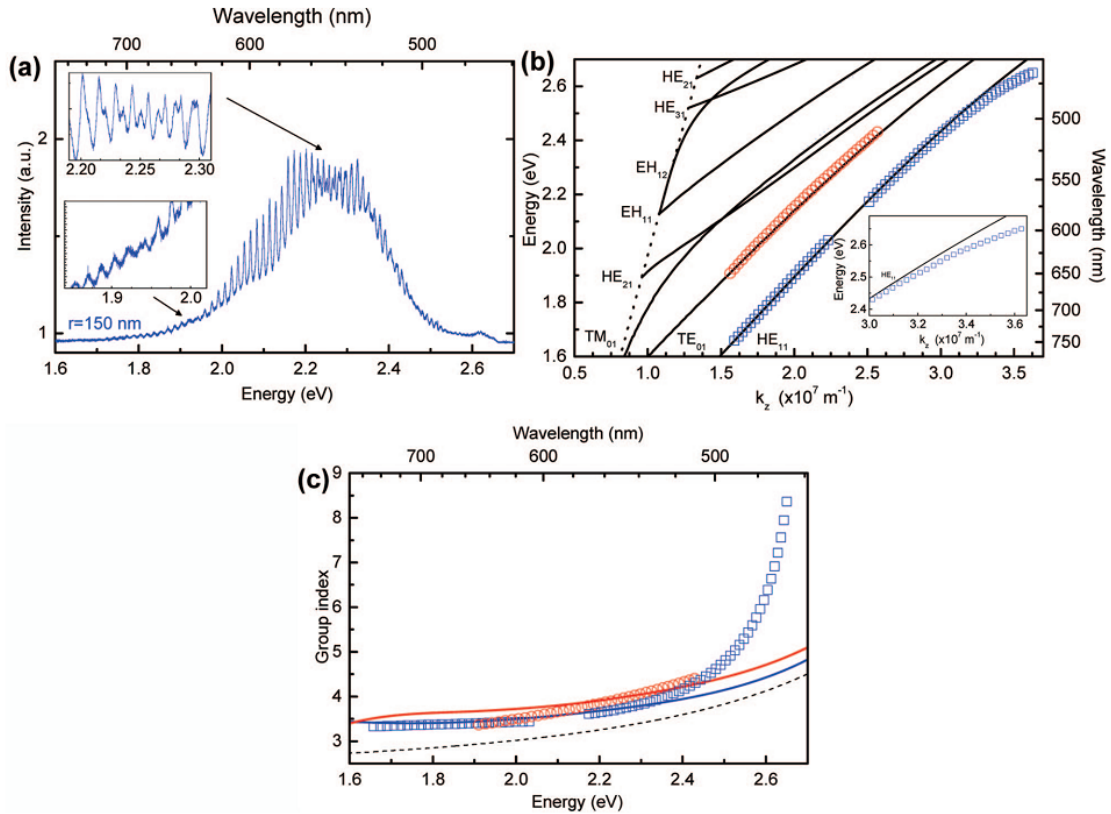 Wavelength (nm)
700 600 500
(a)
2
1
Intensity (a.u.)
2.20 2.25 2.30
1.9 2.0
r=150 nm
1.6 1.8 2.0 2.2 2.4 2.6
Energy (eV)
(b)
2.6
2.4
2.2
2.0
1.8
1.6
Energy (eV)
HE21
HE31
EH12
EH11
HE21
TM01
TE01
HE11
500
550
600
650
700
750
Wavelength (nm)
2.6
2.5
2.4
Energy (eV)
HE11
3.0 3.2 3.4 3.6
kz (x10^7 m^-1)
0.5 1.0 1.5 2.0 2.5 3.0 3.5
kz (x10^7 m^-1)
Wavelength (nm)
700 600 500
(c)
9
8
7
6
5
4
3
Group index
1.6 1.8 2.0 2.2 2.4 2.6
Energy (eV)